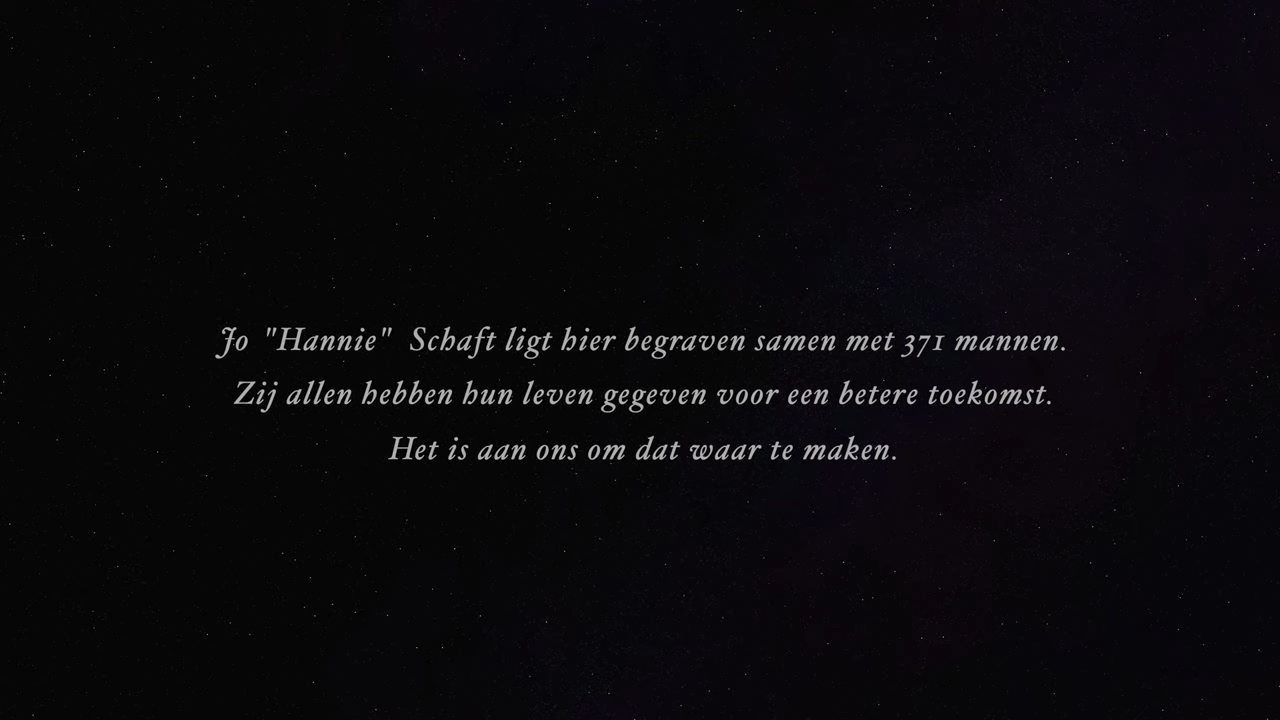 Jo "Hannie" Schaft ligt hier begraven samen met 371 mannen.
Zij allen hebben hun leven gegeven voor een betere toekomst.
Het is aan ons om dat waar te maken.